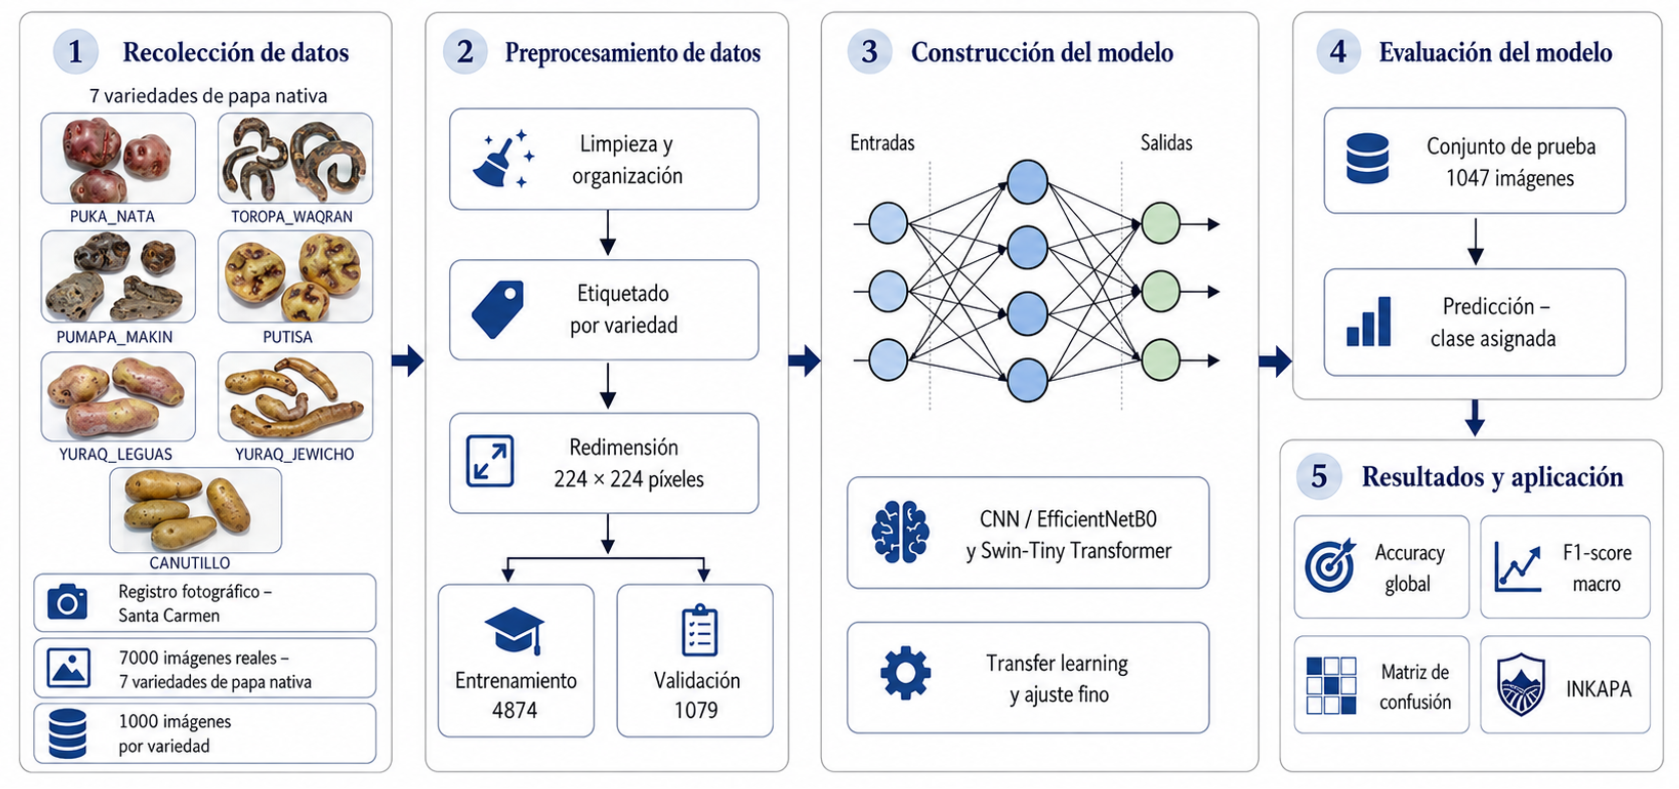 1 Recolección de datos
7 variedades de papa nativa
PUKA_NATA
TOROPA_WAQRAN
PUMAPA_MAKIN
PUTISA
YURAQ_LEGUAS
YURAQ_JEWICHO
CANUTILLO
Registro fotográfico –
Santa Carmen
7000 imágenes reales –
7 variedades de papa nativa
1000 imágenes
por variedad
2 Preprocesamiento de datos
Limpieza y
organización
Etiquetado
por variedad
Redimensión
224 × 224 píxeles
Entrenamiento
4874
Validación
1079
3 Construcción del modelo
Entradas
Salidas
CNN / EfficientNetB0
y Swin-Tiny Transformer
Transfer learning
y ajuste fino
4 Evaluación del modelo
Conjunto de prueba
1047 imágenes
Predicción –
clase asignada
5 Resultados y aplicación
Accuracy
global
F1-score
macro
Matriz de
confusión
INKAPA